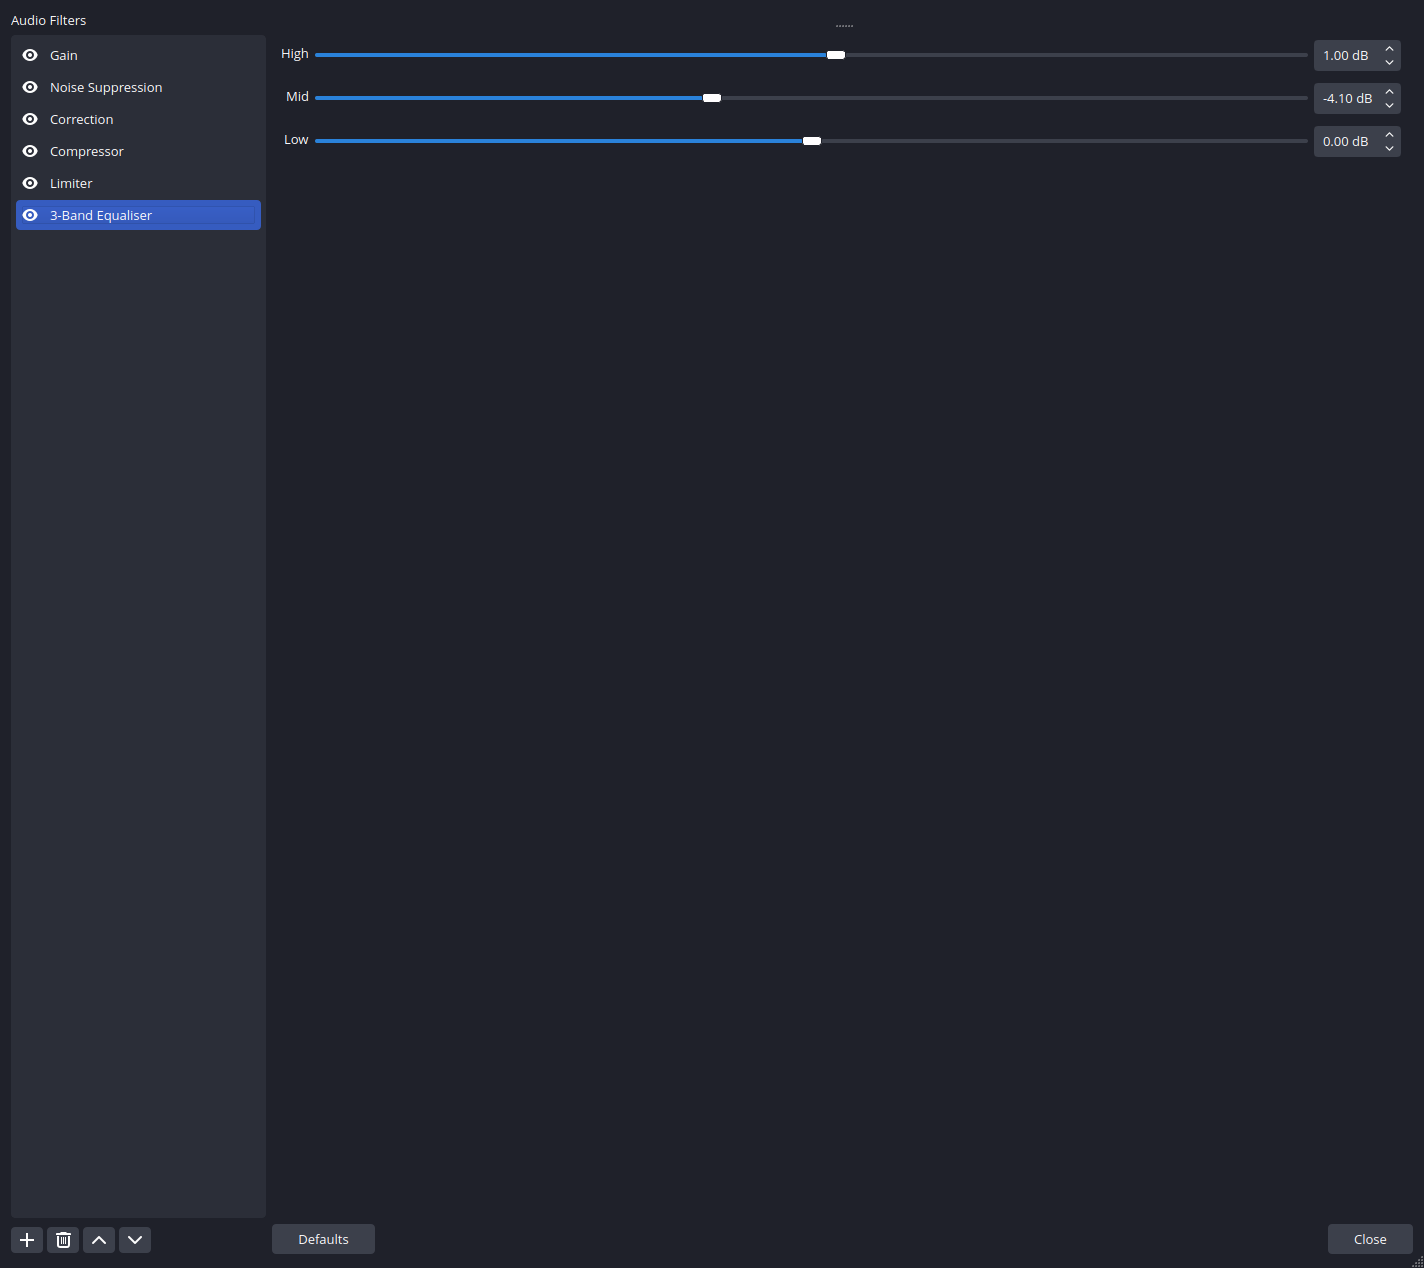 Audio Filters
Gain
Noise Suppression
Correction
Compressor
Limiter
3-Band Equaliser
High
1.00 dB
Mid
-4.10 dB
Low
0.00 dB
Defaults
Close